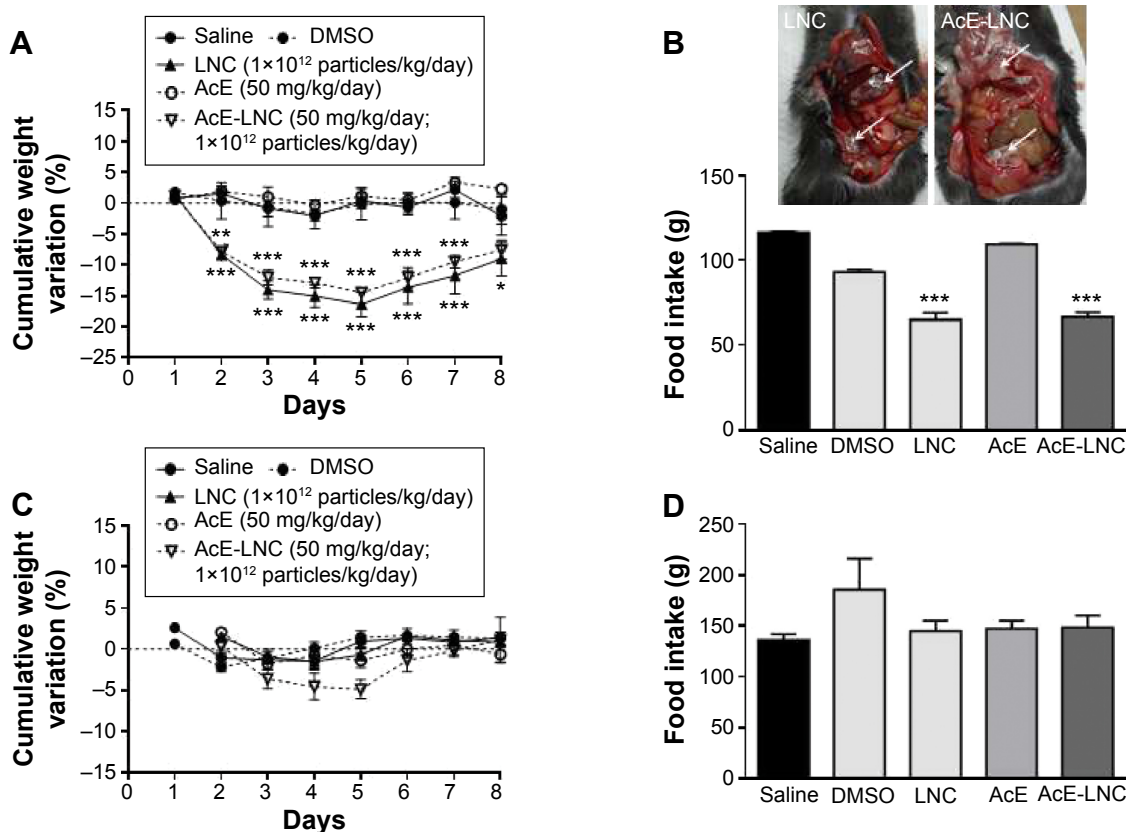 A
Saline DMSO
LNC (1×10¹² particles/kg/day)
AcE (50 mg/kg/day)
AcE-LNC (50 mg/kg/day;
1×10¹² particles/kg/day)
Cumulative weight
variation (%)
15
10
5
0
–5
–10
–15
–20
–25
** *** *** *** *** ***
*** *** *** *** *** *** *
0 1 2 3 4 5 6 7 8
Days
B
LNC AcE-LNC
Food intake (g)
150
100
50
0
*** ***
Saline DMSO LNC AcE AcE-LNC
C
Saline DMSO
LNC (1×10¹² particles/kg/day)
AcE (50 mg/kg/day)
AcE-LNC (50 mg/kg/day;
1×10¹² particles/kg/day)
Cumulative weight
variation (%)
15
10
5
0
–5
–10
–15
0 1 2 3 4 5 6 7 8
Days
D
Food intake (g)
250
200
150
100
50
0
Saline DMSO LNC AcE AcE-LNC